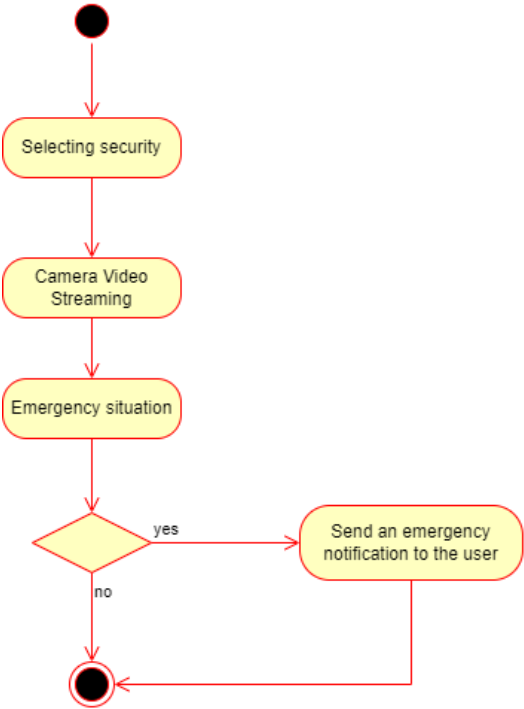 Selecting security
Camera Video
Streaming
Emergency situation
yes
Send an emergency
notification to the user
no